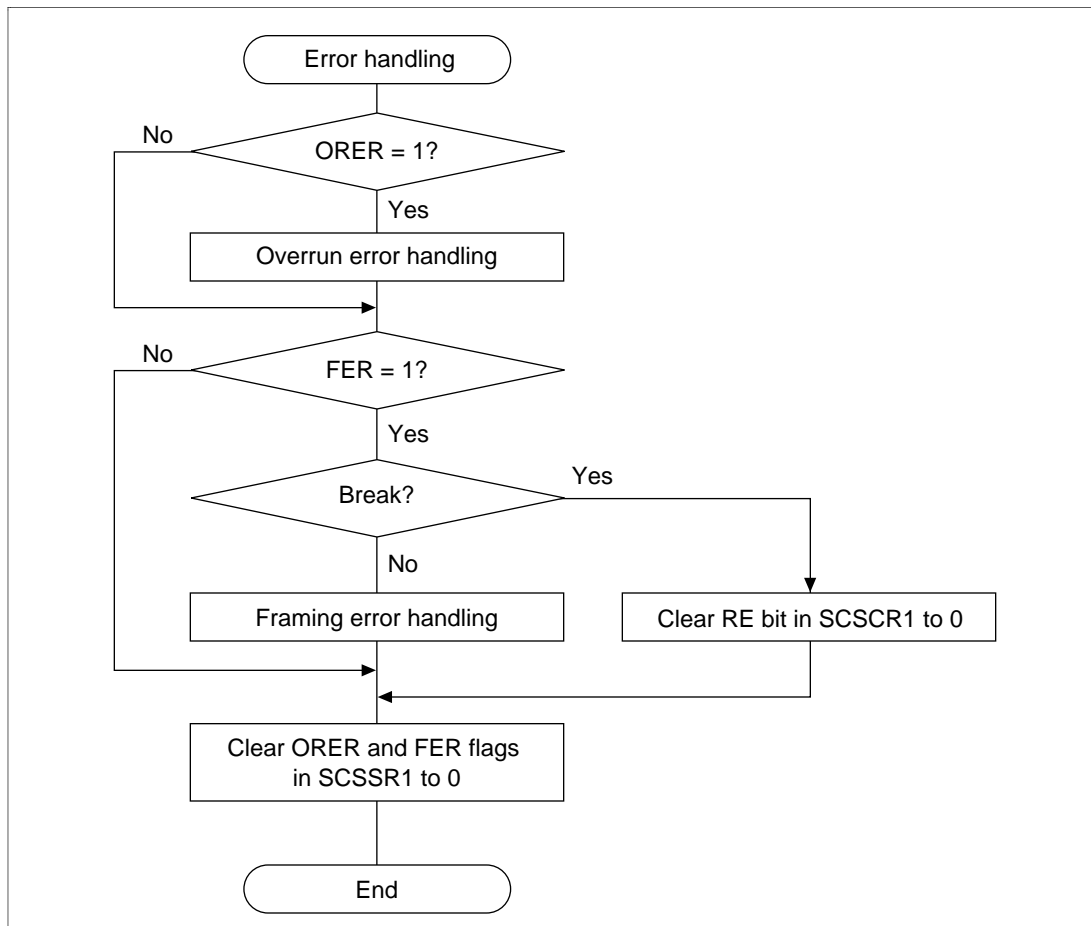 Error handling
No
ORER = 1?
Yes
Overrun error handling
No
FER = 1?
Yes
Break?
Yes
No
Framing error handling
Clear RE bit in SCSCR1 to 0
Clear ORER and FER flags
in SCSSR1 to 0
End